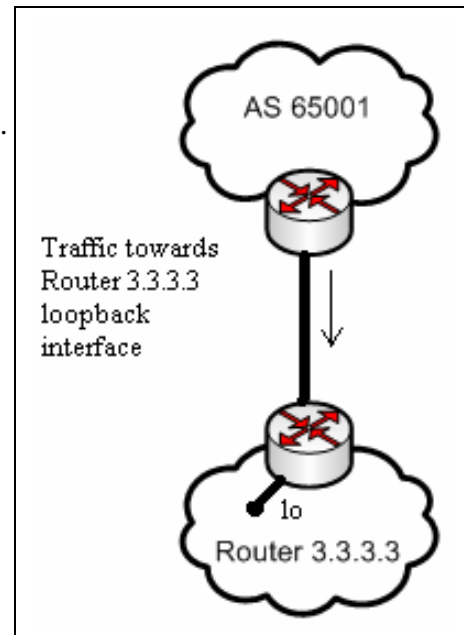 AS 65001
.
Traffic towards
Router 3.3.3.3
loopback
interface
lo
Router 3.3.3.3